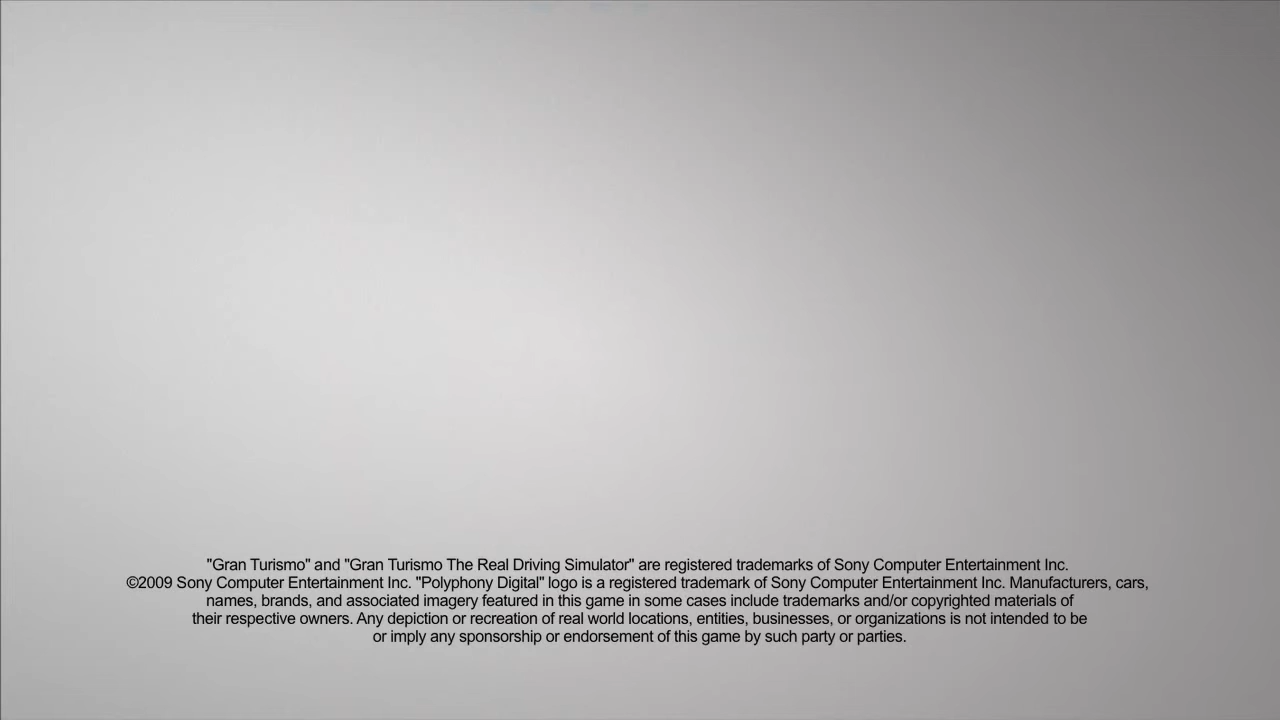 "Gran Turismo" and "Gran Turismo The Real Driving Simulator" are registered trademarks of Sony Computer Entertainment Inc.
©2009 Sony Computer Entertainment Inc. "Polyphony Digital" logo is a registered trademark of Sony Computer Entertainment Inc. Manufacturers, cars,
names, brands, and associated imagery featured in this game in some cases include trademarks and/or copyrighted materials of
their respective owners. Any depiction or recreation of real world locations, entities, businesses, or organizations is not intended to be
or imply any sponsorship or endorsement of this game by such party or parties.